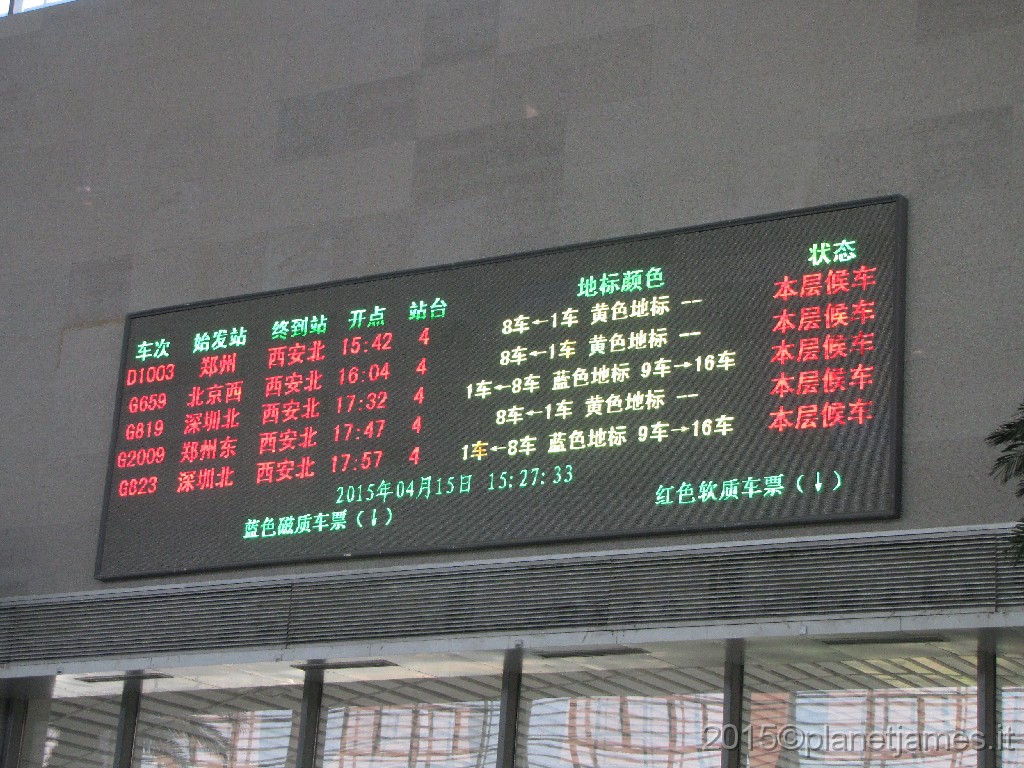 车次 始发站 终到站 开点 站台 地标颜色 状态
D1003 郑州 西安北 15:42 4 8车←1车 黄色地标 -- 本层候车
G659 北京西 西安北 16:04 4 8车←1车 黄色地标 -- 本层候车
G819 深圳北 西安北 17:32 4 1车←8车 蓝色地标 9车→16车 本层候车
G2009 郑州东 西安北 17:47 4 8车←1车 黄色地标 -- 本层候车
G823 深圳北 西安北 17:57 4 1车←8车 蓝色地标 9车→16车 本层候车
2015年04月15日 15:27:33
蓝色磁质车票(↓) 红色软质车票(↓)
2015©planetjames.it